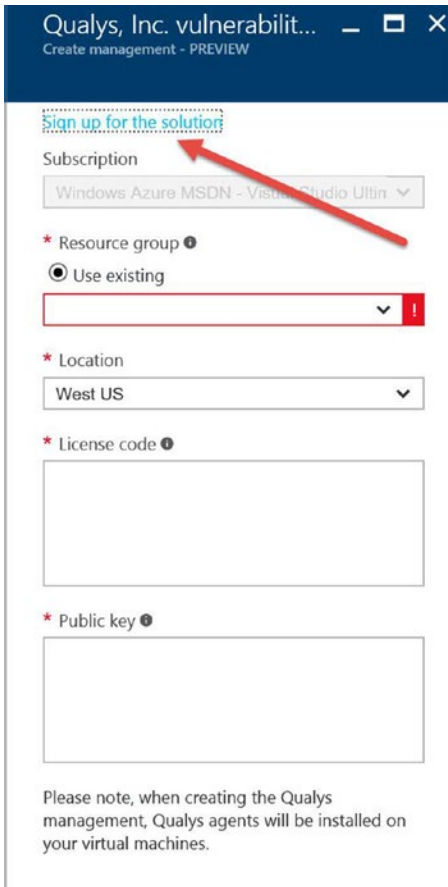 Qualys, Inc. vulnerabilit...
Create management - PREVIEW
Sign up for the solution
Subscription
Windows Azure MSDN - Visual Studio Ultin
* Resource group
Use existing
!
* Location
West US
* License code
* Public key
Please note, when creating the Qualys
management, Qualys agents will be installed on
your virtual machines.